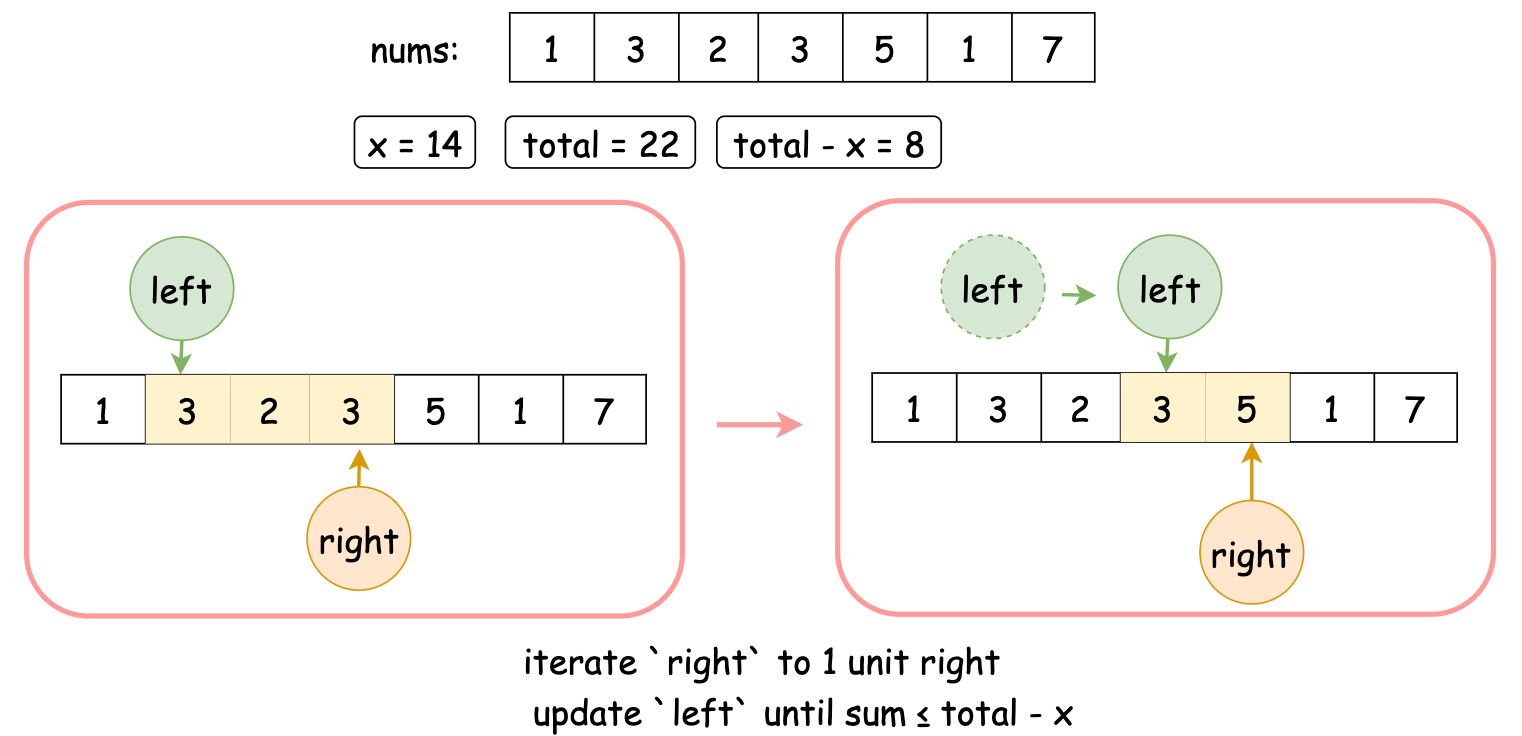 nums: 1 3 2 3 5 1 7
x = 14 total = 22 total - x = 8
left
1 3 2 3 5 1 7
right
left left
1 3 2 3 5 1 7
right
iterate `right` to 1 unit right
update `left` until sum ≤ total - x